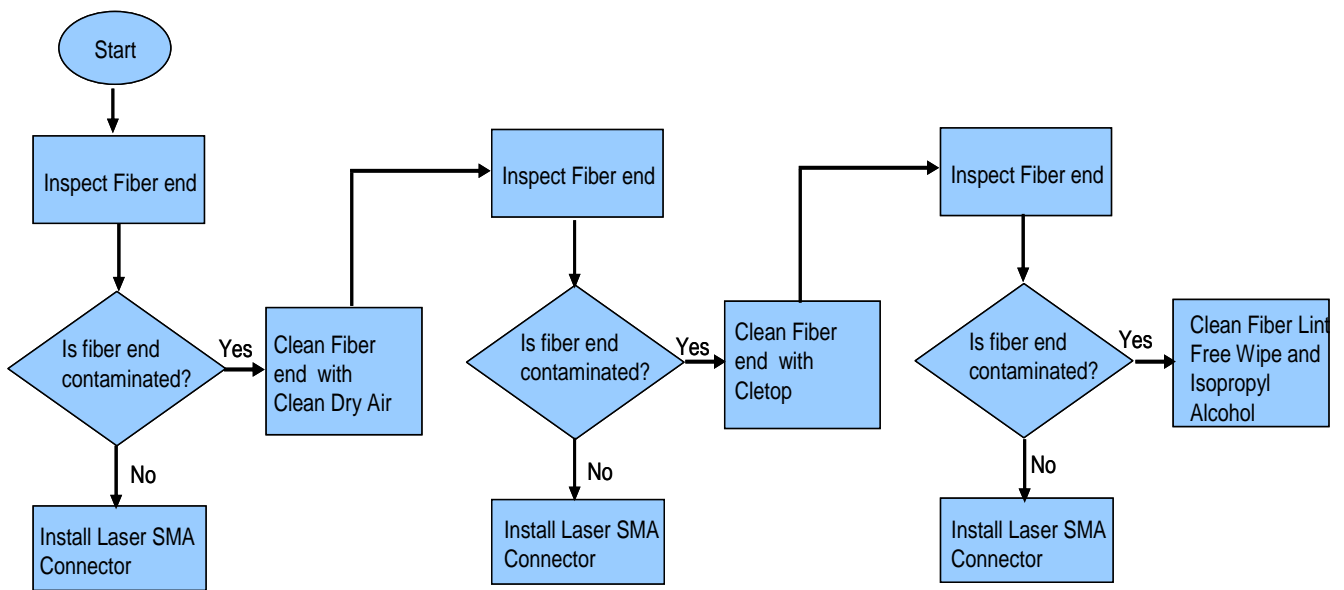 Start
Inspect Fiber end
Is fiber end
contaminated?
Yes
No
Install Laser SMA
Connector
Clean Fiber
end with
Clean Dry Air
Inspect Fiber end
Is fiber end
contaminated?
Yes
No
Install Laser SMA
Connector
Clean Fiber
end with
Cletop
Inspect Fiber end
Is fiber end
contaminated?
Yes
No
Install Laser SMA
Connector
Clean Fiber Lint
Free Wipe and
Isopropyl
Alcohol